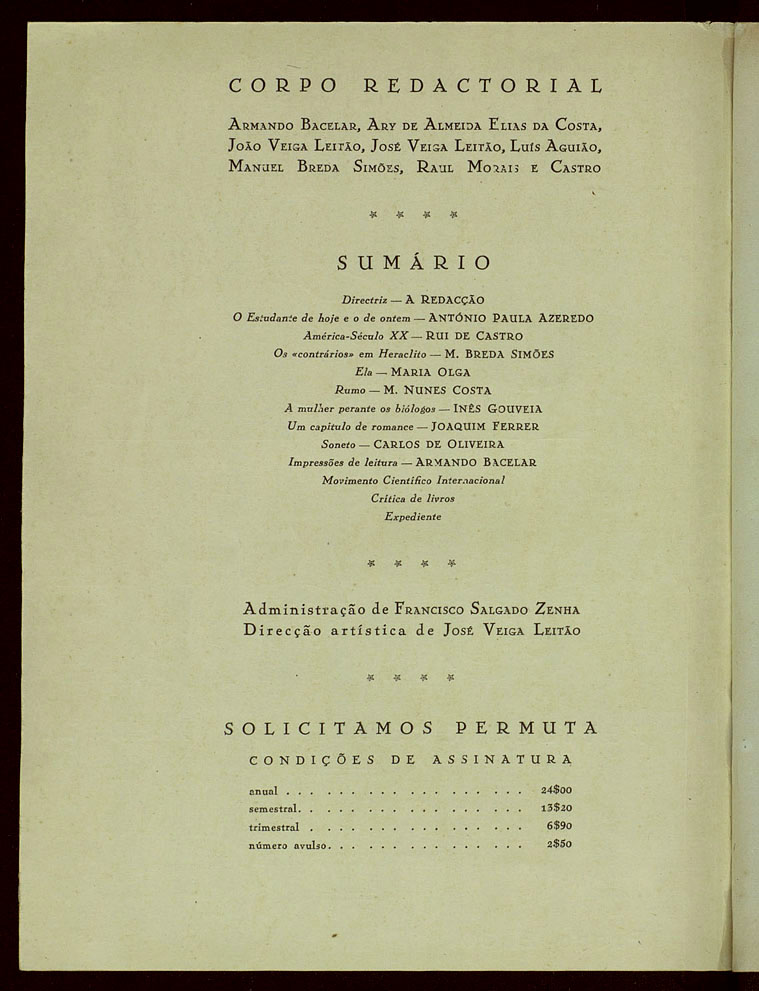 CORPO REDACTORIAL
ARMANDO BACELAR, ARY DE ALMEIDA ELIAS DA COSTA,
JOÃO VEIGA LEITÃO, JOSÉ VEIGA LEITÃO, LUÍS AGUIÃO,
MANUEL BREDA SIMÕES, RAUL MORAIS E CASTRO
* * * *
SUMÁRIO
Directriz — A REDACÇÃO
O Estudante de hoje e o de ontem — ANTÓNIO PAULA AZEREDO
América-Século XX — RUI DE CASTRO
Os «contrários» em Heraclito — M. BREDA SIMÕES
Ela — MARIA OLGA
Rumo — M. NUNES COSTA
A mulher perante os biólogos — INÊS GOUVEIA
Um capítulo de romance — JOAQUIM FERRER
Soneto — CARLOS DE OLIVEIRA
Impressões de leitura — ARMANDO BACELAR
Movimento Científico Internacional
Crítica de livros
Expediente
* * * *
Administração de FRANCISCO SALGADO ZENHA
Direcção artística de JOSÉ VEIGA LEITÃO
* * * *
SOLICITAMOS PERMUTA
CONDIÇÕES DE ASSINATURA
anual . . . . . . . . . . . . . . . . . . 24$00
semestral. . . . . . . . . . . . . . . . . 13$20
trimestral . . . . . . . . . . . . . . . . 6$90
número avulso. . . . . . . . . . . . . . . 2$50